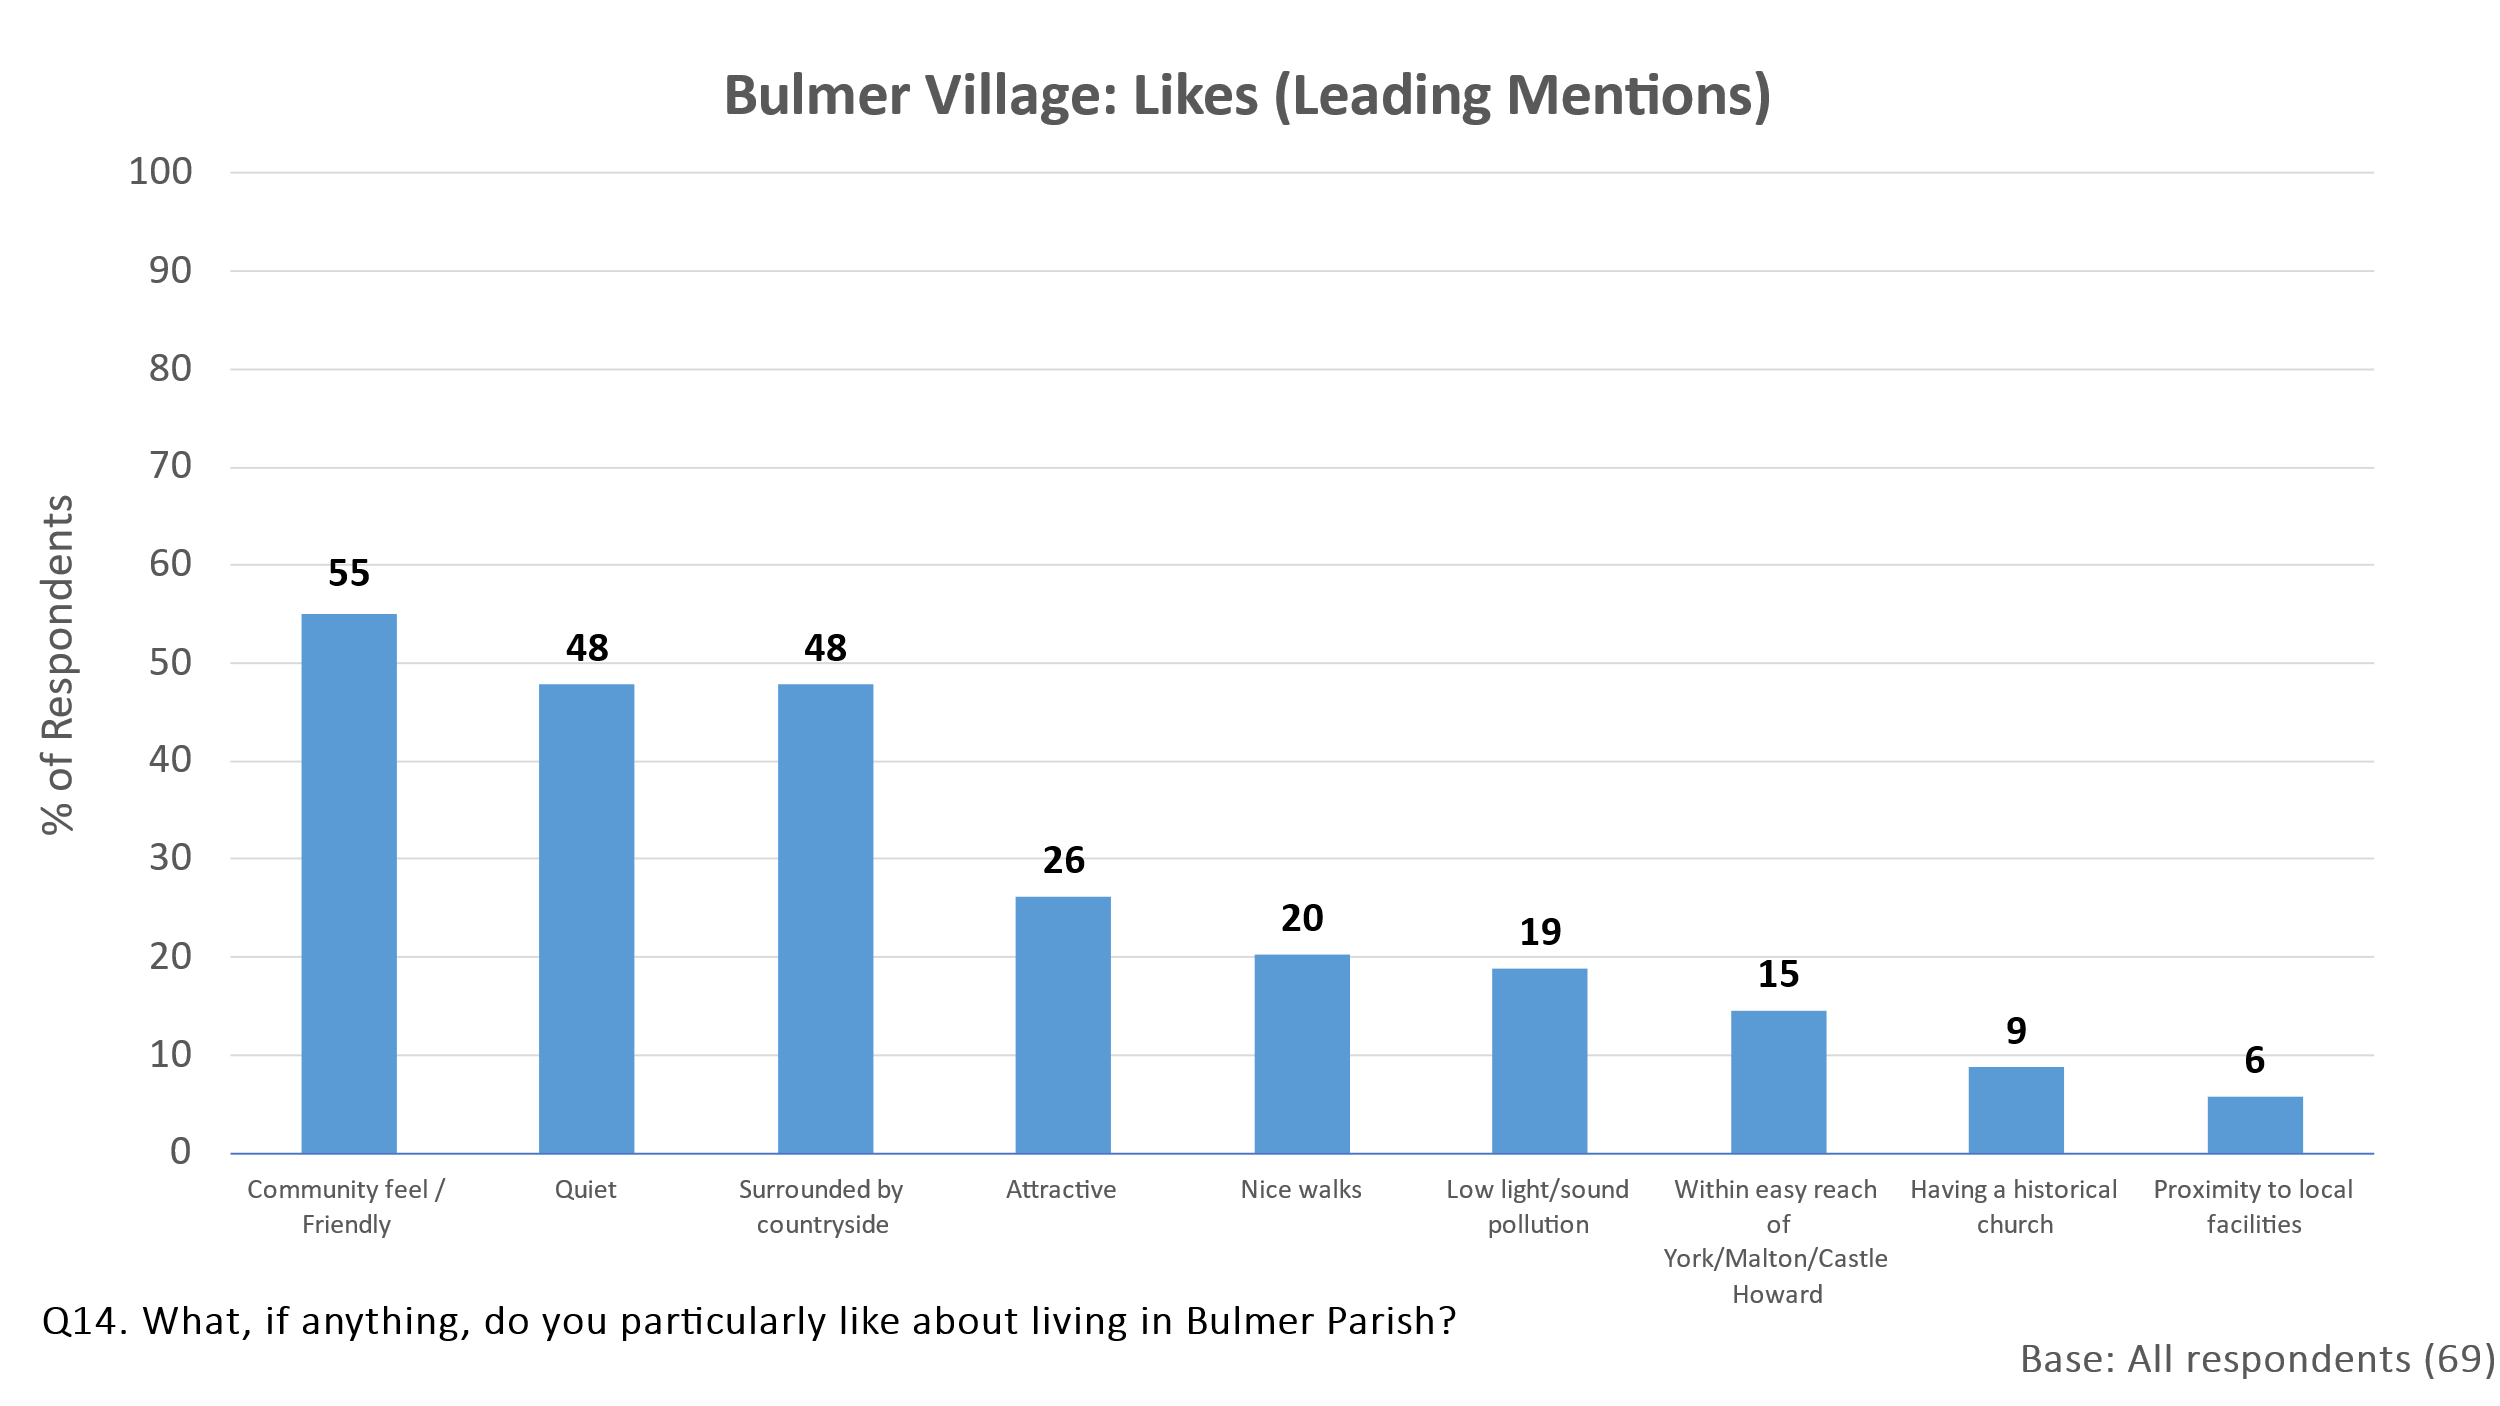 Bulmer Village: Likes (Leading Mentions)
100
90
80
70
60
50
40
30
20
10
0
% of Respondents
55
48
48
26
20
19
15
9
6
Community feel /
Friendly
Quiet
Surrounded by
countryside
Attractive
Nice walks
Low light/sound
pollution
Within easy reach
of
York/Malton/Castle
Howard
Having a historical
church
Proximity to local
facilities
Q14. What, if anything, do you particularly like about living in Bulmer Parish?
Base: All respondents (69)